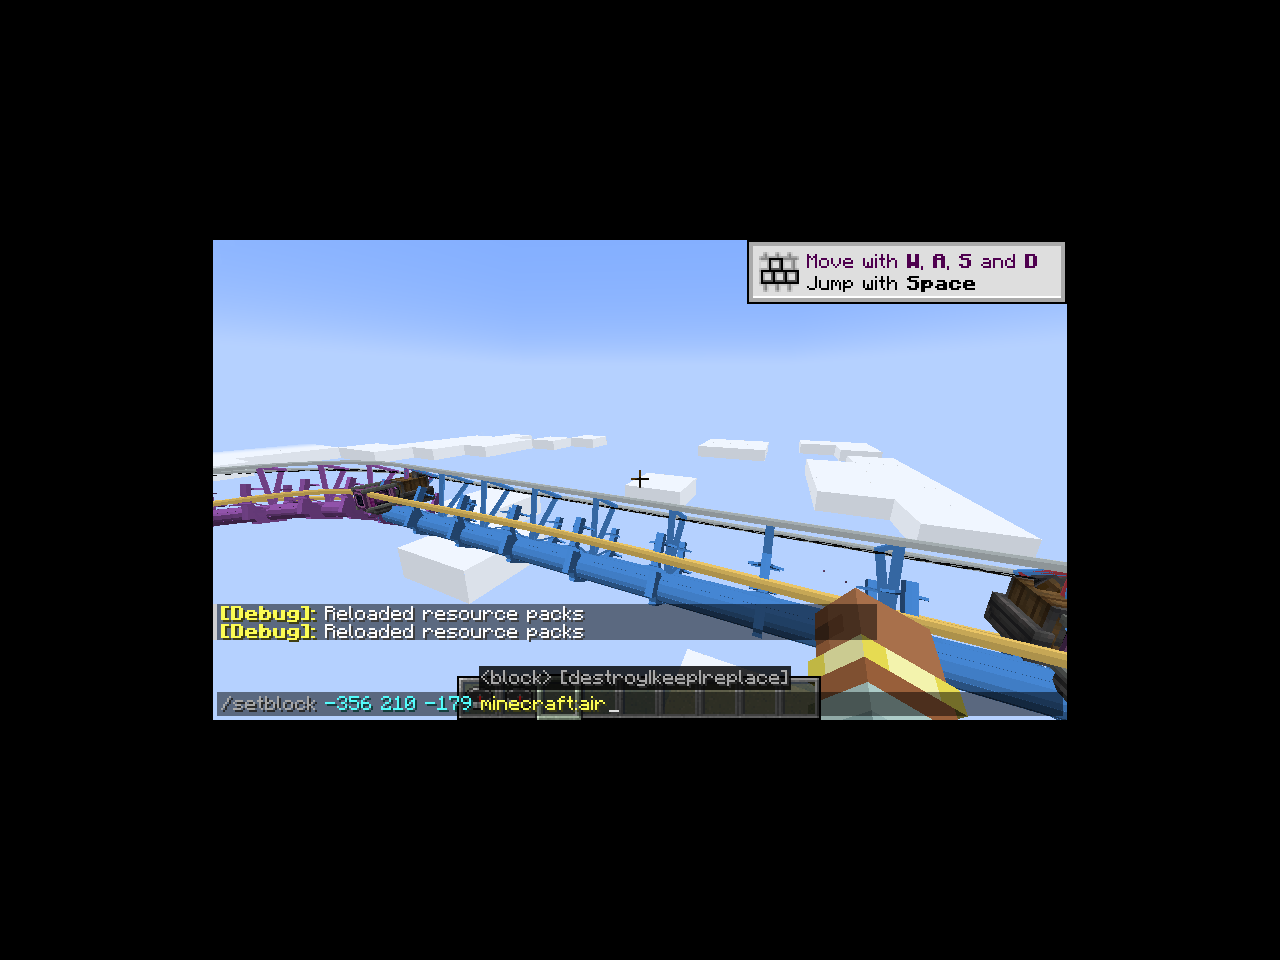 Move with W, A, S and D
Jump with Space
[Debug]: Reloaded resource packs
[Debug]: Reloaded resource packs
<block> [destroy|keep|replace]
/setblock -356 210 -179 minecraft:air_